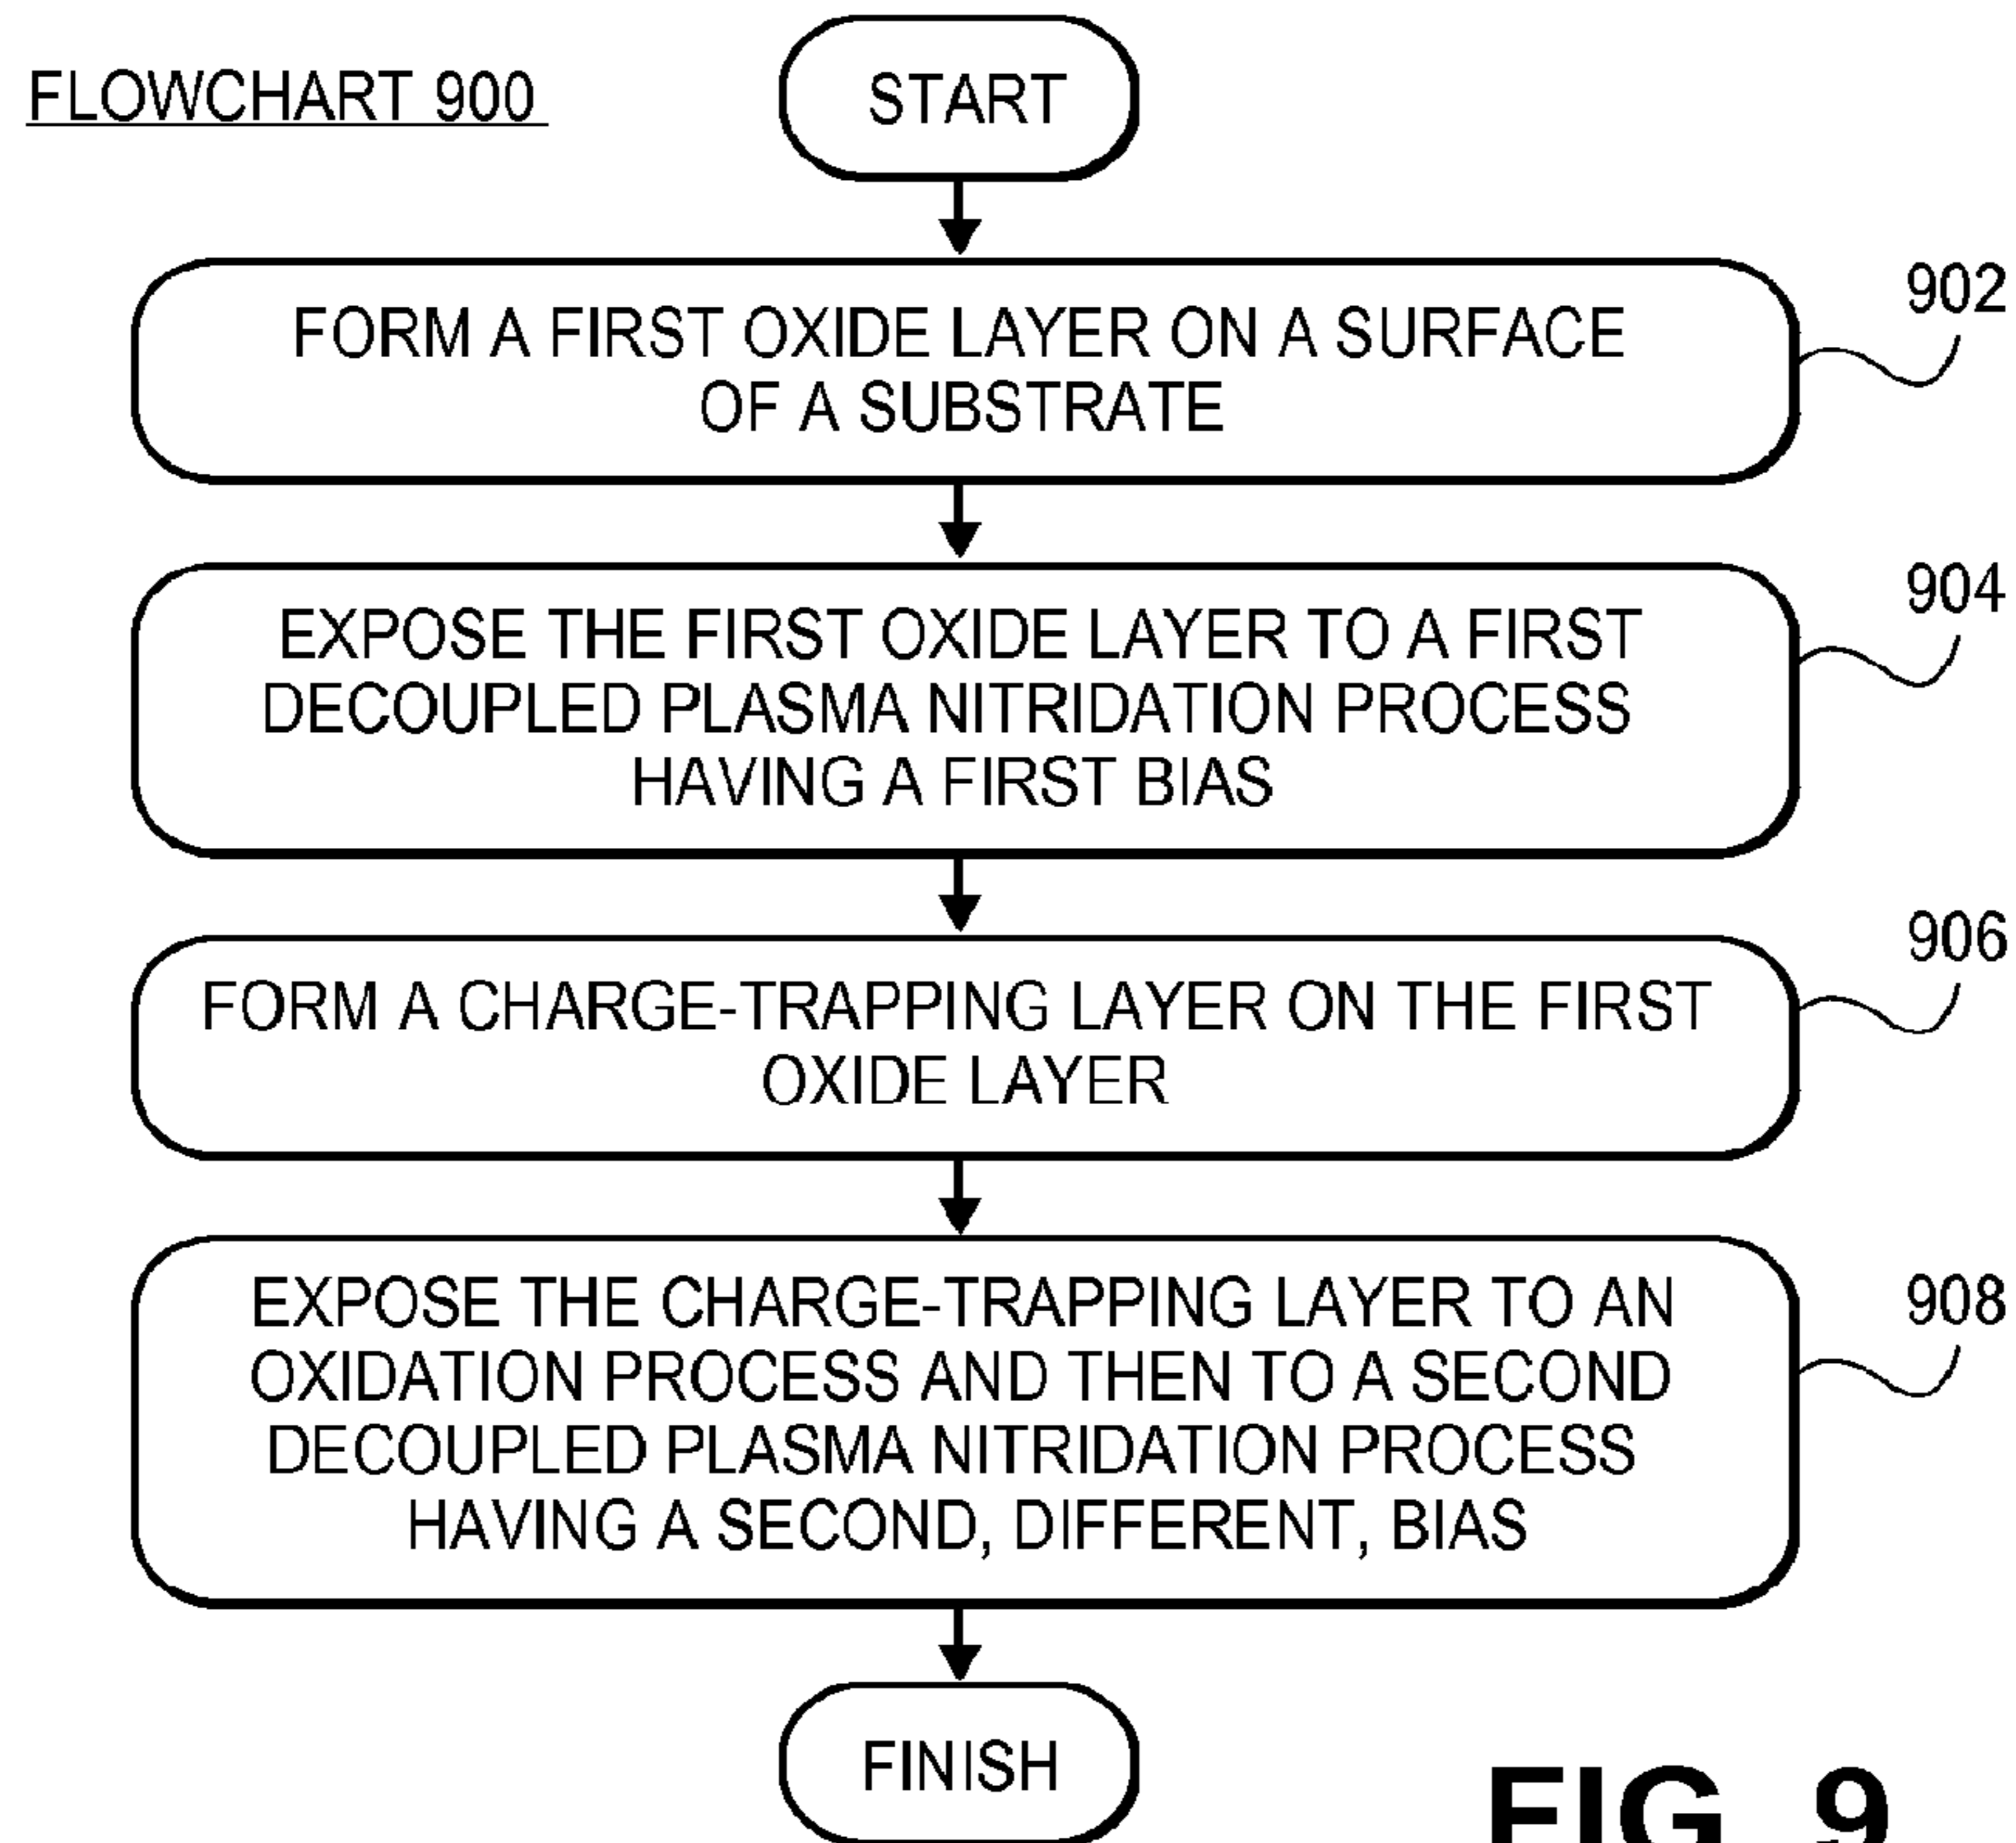 FLOWCHART 900
START
902
FORM A FIRST OXIDE LAYER ON A SURFACE
OF A SUBSTRATE
904
EXPOSE THE FIRST OXIDE LAYER TO A FIRST
DECOUPLED PLASMA NITRIDATION PROCESS
HAVING A FIRST BIAS
906
FORM A CHARGE-TRAPPING LAYER ON THE FIRST
OXIDE LAYER
908
EXPOSE THE CHARGE-TRAPPING LAYER TO AN
OXIDATION PROCESS AND THEN TO A SECOND
DECOUPLED PLASMA NITRIDATION PROCESS
HAVING A SECOND, DIFFERENT, BIAS
FINISH
FIG. 9